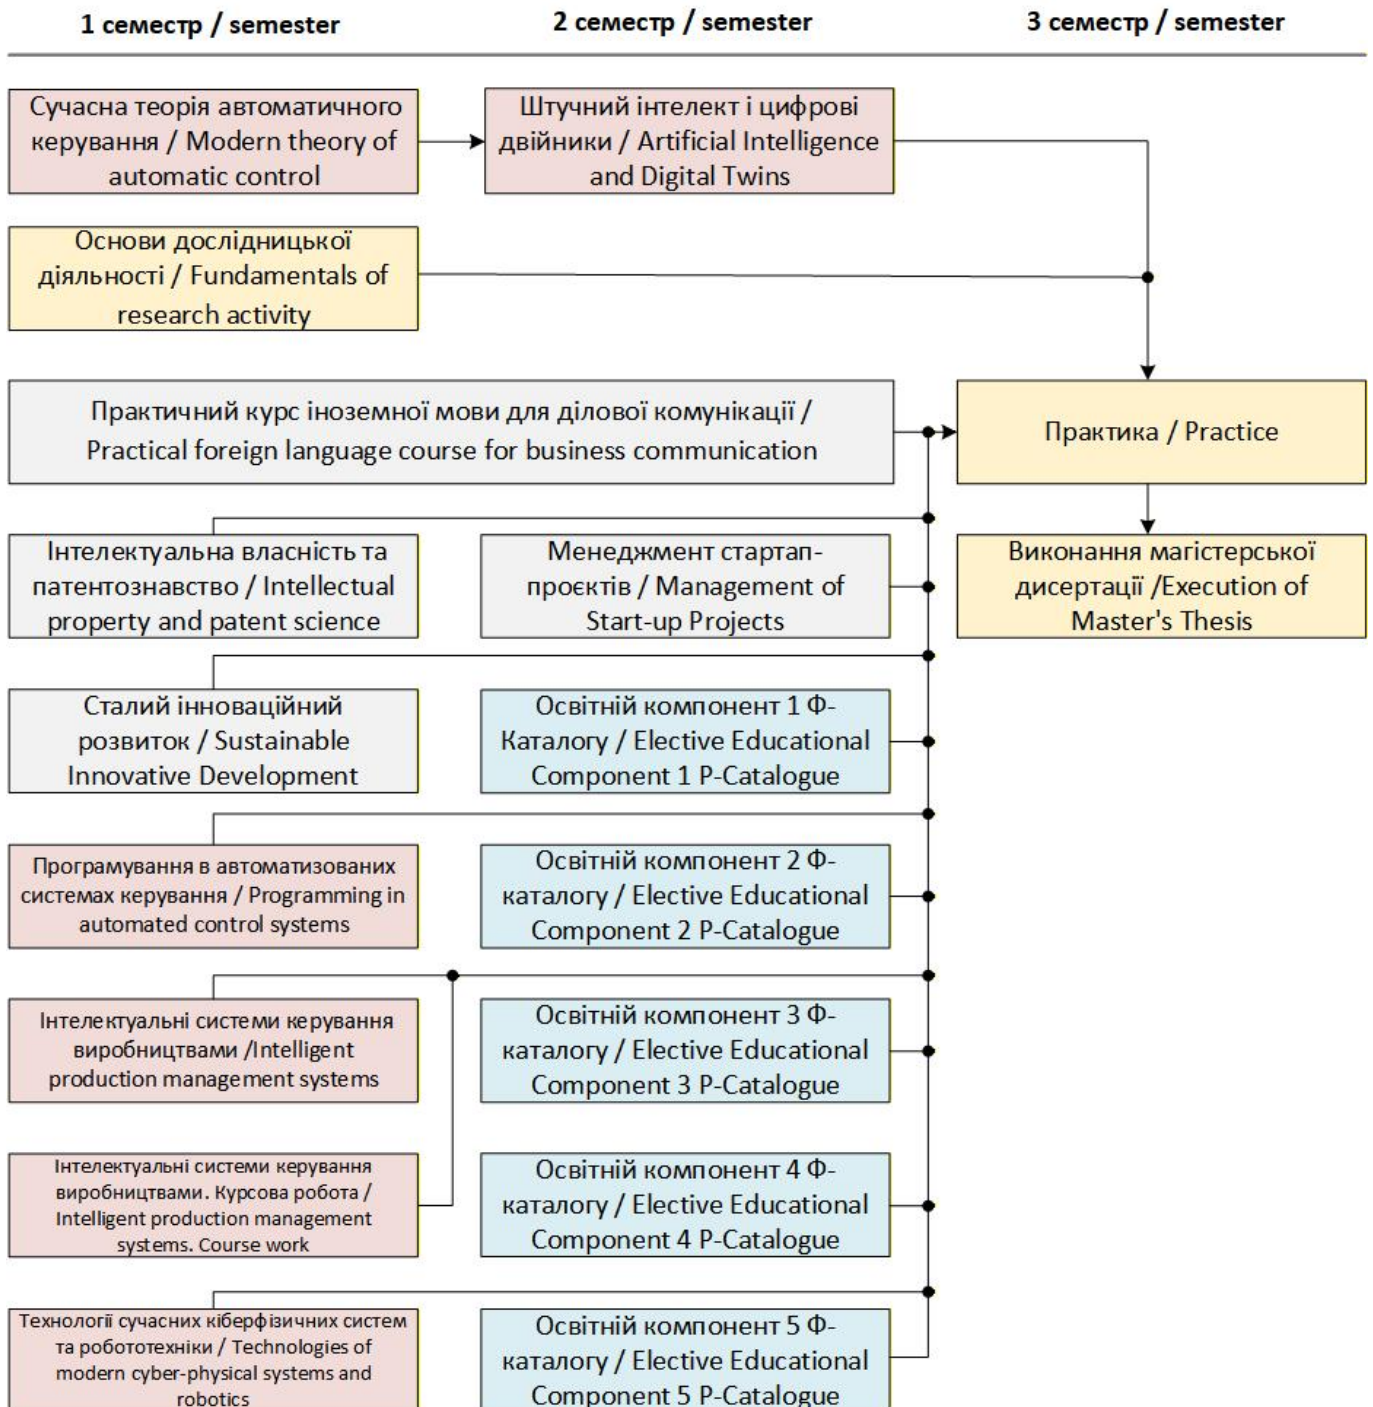 1 семестр / semester
2 семестр / semester
3 семестр / semester
Сучасна теорія автоматичного
керування / Modern theory of
automatic control
Штучний інтелект і цифрові
двійники / Artificial Intelligence
and Digital Twins
Основи дослідницької
діяльності / Fundamentals of
research activity
Практичний курс іноземної мови для ділової комунікації /
Practical foreign language course for business communication
Практика / Practice
Інтелектуальна власність та
патентознавство / Intellectual
property and patent science
Менеджмент стартап-
проєктів / Management of
Start-up Projects
Виконання магістерської
дисертації /Execution of
Master's Thesis
Сталий інноваційний
розвиток / Sustainable
Innovative Development
Освітній компонент 1 Ф-
Каталогу / Elective Educational
Component 1 P-Catalogue
Програмування в автоматизованих
системах керування / Programming in
automated control systems
Освітній компонент 2 Ф-
каталогу / Elective Educational
Component 2 P-Catalogue
Інтелектуальні системи керування
виробництвами /Intelligent
production management systems
Освітній компонент 3 Ф-
каталогу / Elective Educational
Component 3 P-Catalogue
Інтелектуальні системи керування
виробництвами. Курсова робота /
Intelligent production management
systems. Course work
Освітній компонент 4 Ф-
каталогу / Elective Educational
Component 4 P-Catalogue
Технології сучасних кіберфізичних систем
та робототехніки / Technologies of
modern cyber-physical systems and
robotics
Освітній компонент 5 Ф-
каталогу / Elective Educational
Component 5 P-Catalogue